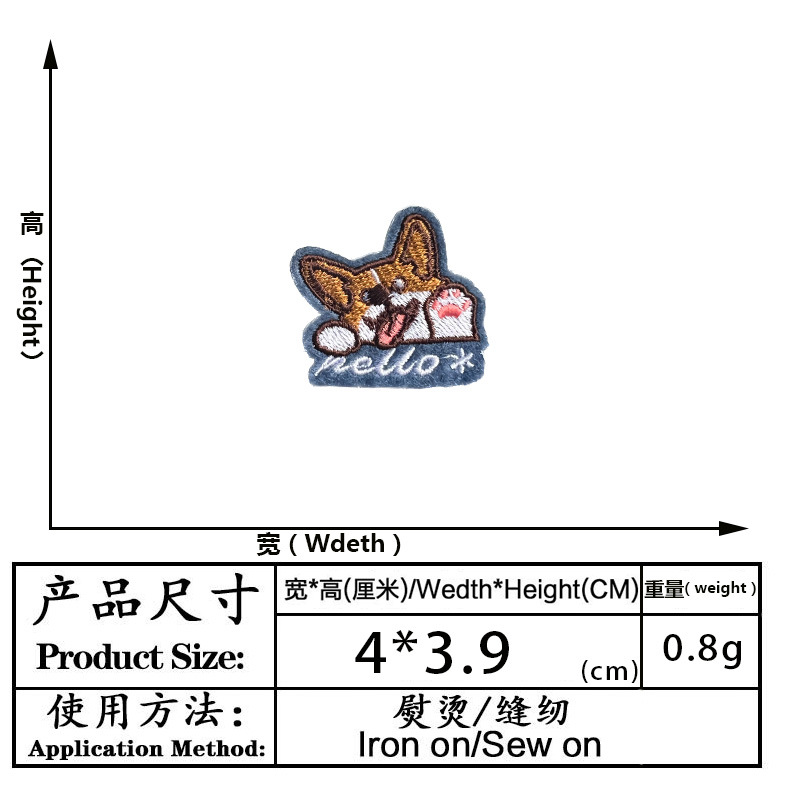 高
(Height)
hello*
宽 ( Wdeth )
产品尺寸
Product Size:
宽*高(厘米)/Wedth*Height(CM)
重量( weight )
4*3.9
(cm)
0.8g
使用方法:
Application Method:
熨烫/缝纫
Iron on/Sew on